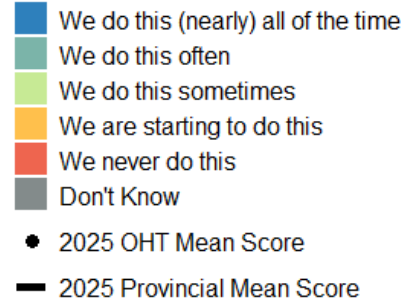 We do this (nearly) all of the time
We do this often
We do this sometimes
We are starting to do this
We never do this
Don't Know
2025 OHT Mean Score
2025 Provincial Mean Score